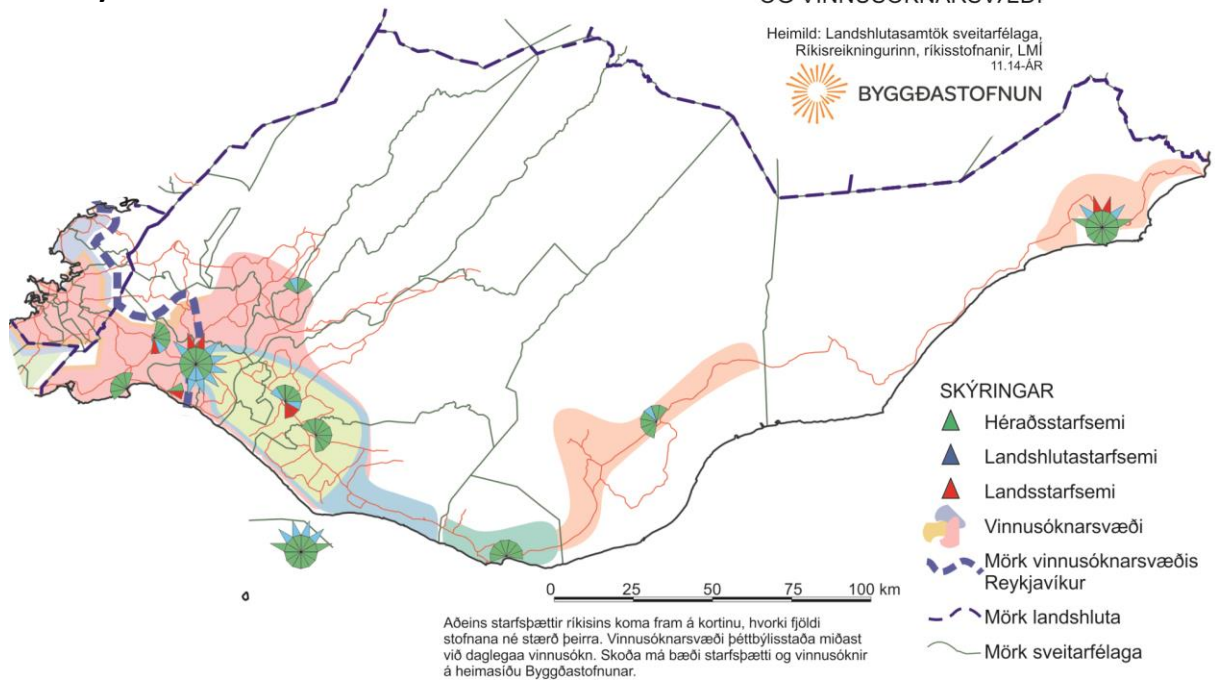 OG VINNUSÓKNARSVÆÐI
Heimild: Landshlutasamtök sveitarfélaga,
Ríkisreikningurinn, ríkisstofnanir, LMÍ
11.14-ÁR
BYGGÐASTOFNUN
SKÝRINGAR
Héraðsstarfsemi
Landshlutastarfsemi
Landsstarfsemi
Vinnusóknarsvæði
Mörk vinnusóknarsvæðis
Reykjavíkur
Mörk landshluta
Mörk sveitarfélaga
0 25 50 75 100 km
Aðeins starfsþættir ríkisins koma fram á kortinu, hvorki fjöldi
stofnana né stærð þeirra. Vinnusóknarsvæði þéttbýlisstaða miðast
við daglegaa vinnusókn. Skoða má bæði starfsþætti og vinnusóknir
á heimasíðu Byggðastofnunar.